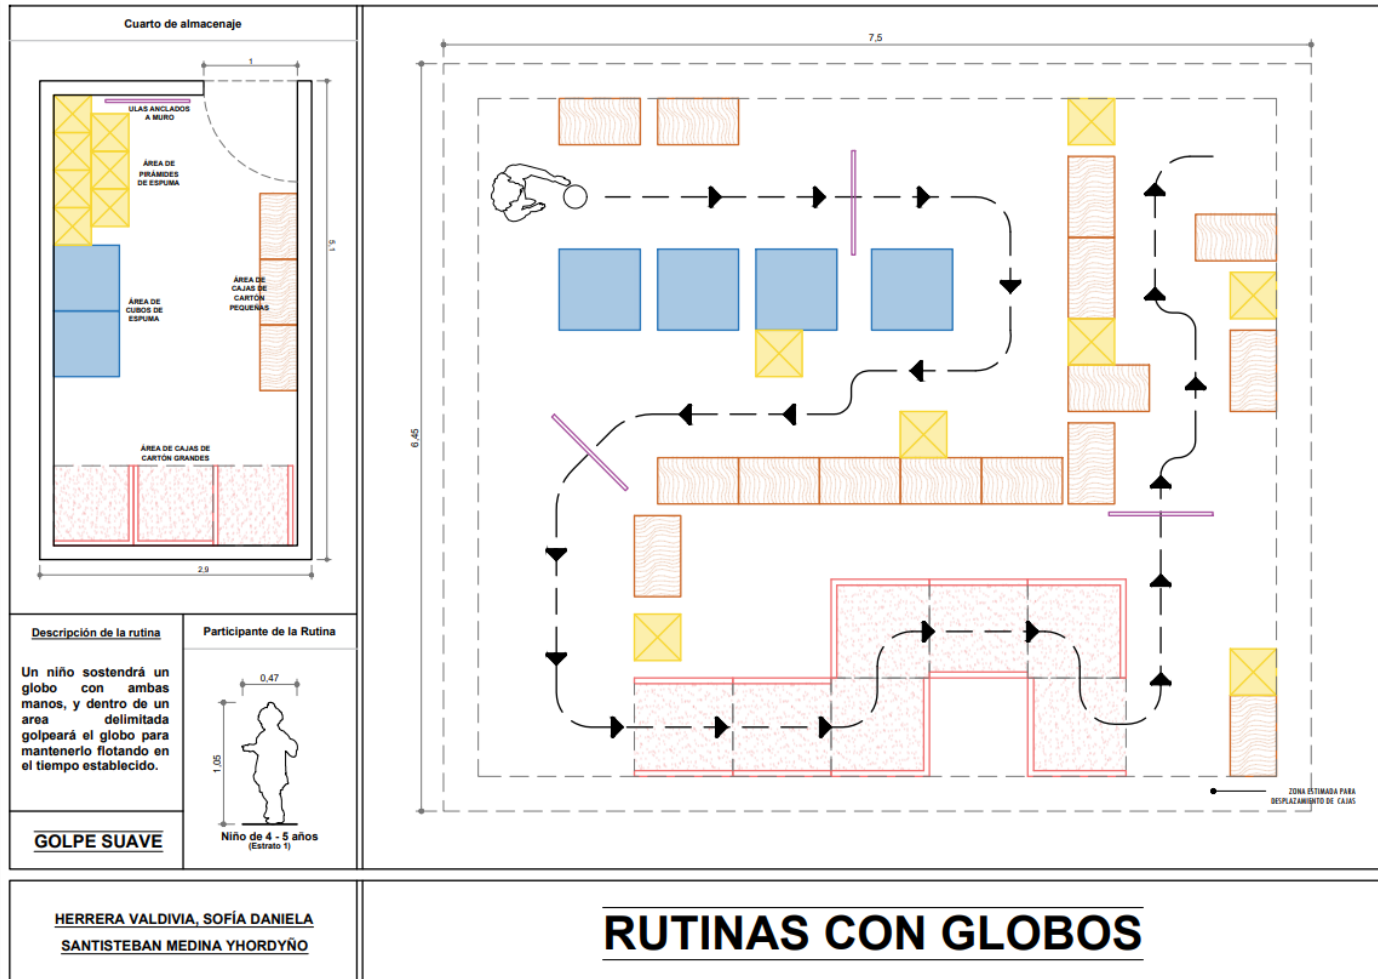 Cuarto de almacenaje
1
ULAS ANCLADOS
A MURO
ÁREA DE
PIRÁMIDES
DE ESPUMA
5,1
ÁREA DE
CAJAS DE
CARTÓN
PEQUEÑAS
ÁREA DE
CUBOS DE
ESPUMA
ÁREA DE CAJAS DE
CARTÓN GRANDES
2,9
Descripción de la rutina
Un niño sostendrá un
globo con ambas
manos, y dentro de un
area delimitada
golpeará el globo para
mantenerlo flotando en
el tiempo establecido.
GOLPE SUAVE
Participante de la Rutina
0,47
1,05
Niño de 4 - 5 años
(Estrato 1)
7,5
6,45
ZONA ESTIMADA PARA
DESPLAZAMIENTO DE CAJAS
HERRERA VALDIVIA, SOFÍA DANIELA
SANTISTEBAN MEDINA YHORDYÑO
RUTINAS CON GLOBOS